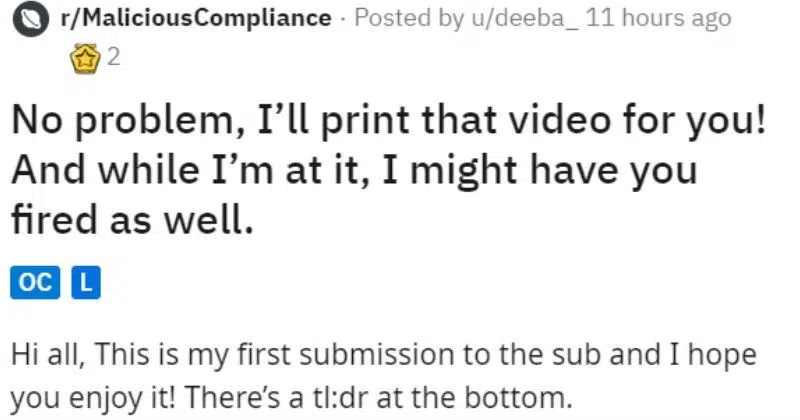 r/MaliciousCompliance · Posted by u/deeba_ 11 hours ago
2
No problem, I’ll print that video for you!
And while I’m at it, I might have you
fired as well.
OC L
Hi all, This is my first submission to the sub and I hope
you enjoy it! There’s a tl:dr at the bottom.